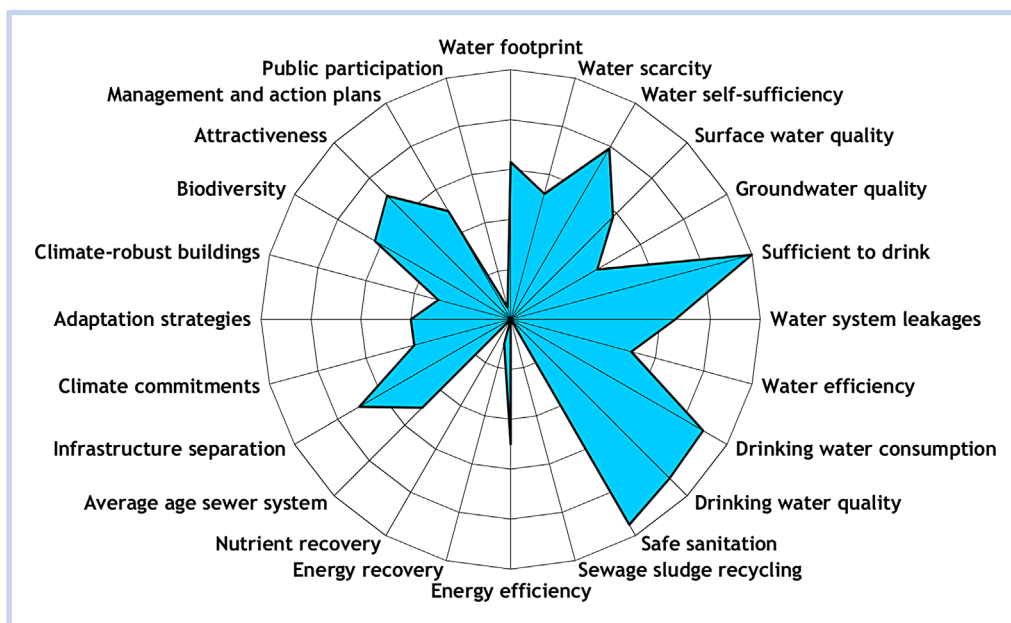 Water footprint
Public participation
Water scarcity
Management and action plans
Water self-sufficiency
Attractiveness
Surface water quality
Biodiversity
Groundwater quality
Climate-robust buildings
Sufficient to drink
Adaptation strategies
Water system leakages
Climate commitments
Water efficiency
Infrastructure separation
Drinking water consumption
Average age sewer system
Drinking water quality
Nutrient recovery
Safe sanitation
Energy recovery
Sewage sludge recycling
Energy efficiency